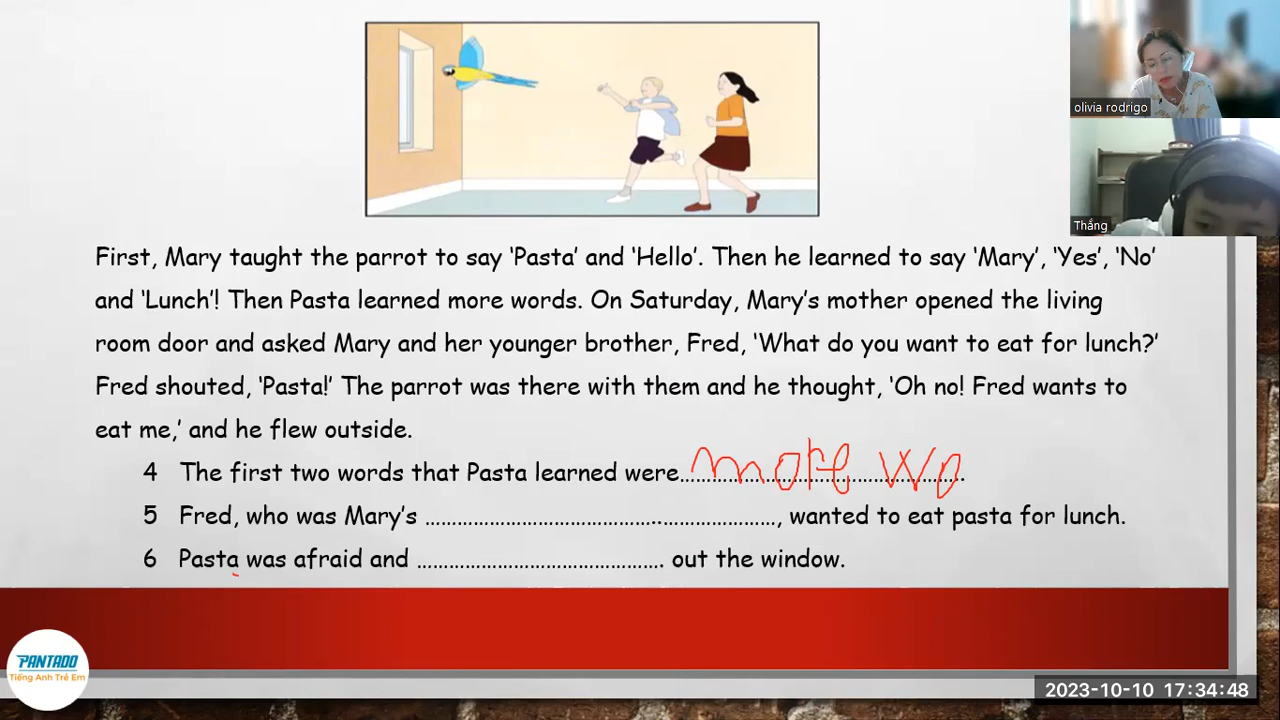 olivia rodrigo
Thắng
First, Mary taught the parrot to say ‘Pasta’ and ‘Hello’. Then he learned to say ‘Mary’, ‘Yes’, ‘No’
and ‘Lunch’! Then Pasta learned more words. On Saturday, Mary’s mother opened the living
room door and asked Mary and her younger brother, Fred, ‘What do you want to eat for lunch?’
Fred shouted, ‘Pasta!’ The parrot was there with them and he thought, ‘Oh no! Fred wants to
eat me,’ and he flew outside.
4 The first two words that Pasta learned were more wo.
5 Fred, who was Mary’s ……………………………………..…………………, wanted to eat pasta for lunch.
6 Pasta was afraid and …………………………………………. out the window.
PANTADO
Tiếng Anh Trẻ Em
2023-10-10 17:34:48